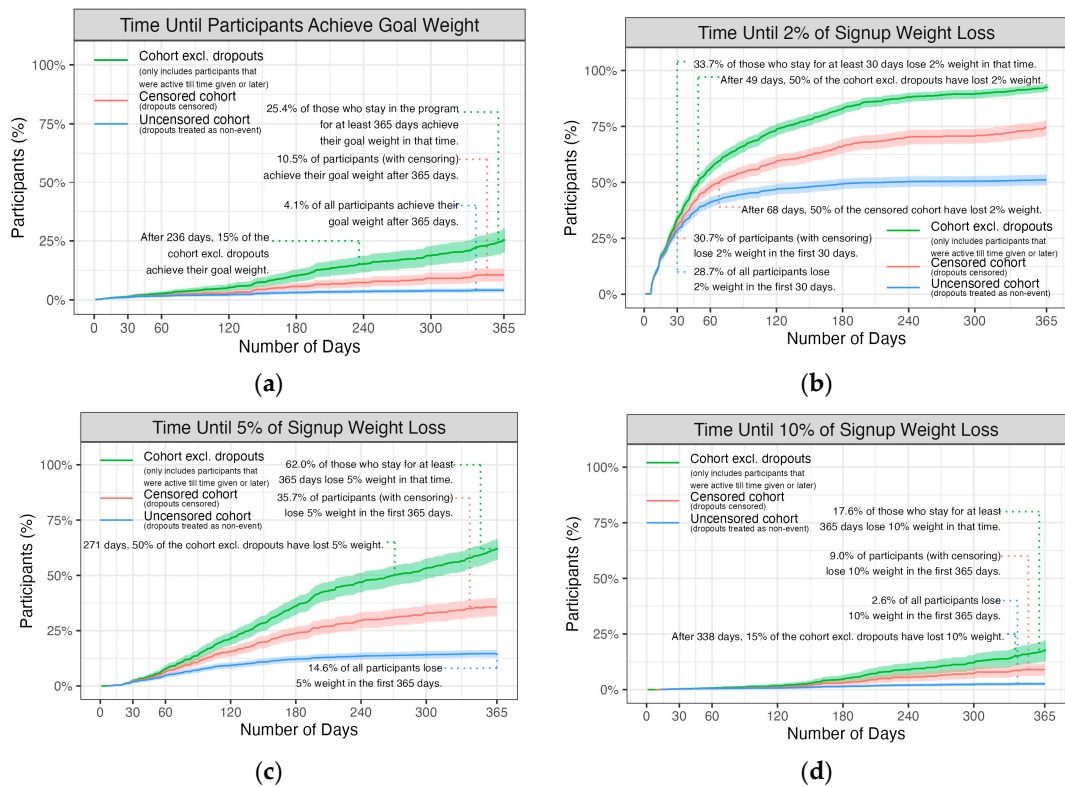 Time Until Participants Achieve Goal Weight
Participants (%)
100%
75%
50%
25%
0%
Cohort excl. dropouts
(only includes participants that
were active till time given or later)
Censored cohort
(dropouts censored)
Uncensored cohort
(dropouts treated as non-event)
25.4% of those who stay in the program
for at least 365 days achieve
their goal weight in that time.
10.5% of participants (with censoring)
achieve their goal weight after 365 days.
4.1% of all participants achieve their
goal weight after 365 days.
After 236 days, 15% of the
cohort excl. dropouts
achieve their goal weight.
0 30 60 120 180 240 300 365
Number of Days
(a)
Time Until 2% of Signup Weight Loss
Participants (%)
100%
75%
50%
25%
0%
33.7% of those who stay for at least 30 days lose 2% weight in that time.
After 49 days, 50% of the cohort excl. dropouts have lost 2% weight.
After 68 days, 50% of the censored cohort have lost 2% weight.
30.7% of participants (with censoring)
lose 2% weight in the first 30 days.
28.7% of all participants lose
2% weight in the first 30 days.
Cohort excl. dropouts
(only includes participants that
were active till time given or later)
Censored cohort
(dropouts censored)
Uncensored cohort
(dropouts treated as non-event)
0 30 60 120 180 240 300 365
Number of Days
(b)
Time Until 5% of Signup Weight Loss
Participants (%)
100%
75%
50%
25%
0%
Cohort excl. dropouts
(only includes participants that
were active till time given or later)
Censored cohort
(dropouts censored)
Uncensored cohort
(dropouts treated as non-event)
62.0% of those who stay for at least
365 days lose 5% weight in that time.
35.7% of participants (with censoring)
lose 5% weight in the first 365 days.
271 days, 50% of the cohort excl. dropouts have lost 5% weight.
14.6% of all participants lose
5% weight in the first 365 days.
0 30 60 120 180 240 300 365
Number of Days
(c)
Time Until 10% of Signup Weight Loss
Participants (%)
100%
75%
50%
25%
0%
Cohort excl. dropouts
(only includes participants that
were active till time given or later)
Censored cohort
(dropouts censored)
Uncensored cohort
(dropouts treated as non-event)
17.6% of those who stay for at least
365 days lose 10% weight in that time.
9.0% of participants (with censoring)
lose 10% weight in the first 365 days.
2.6% of all participants lose
10% weight in the first 365 days.
After 338 days, 15% of the cohort excl. dropouts have lost 10% weight.
0 30 60 120 180 240 300 365
Number of Days
(d)